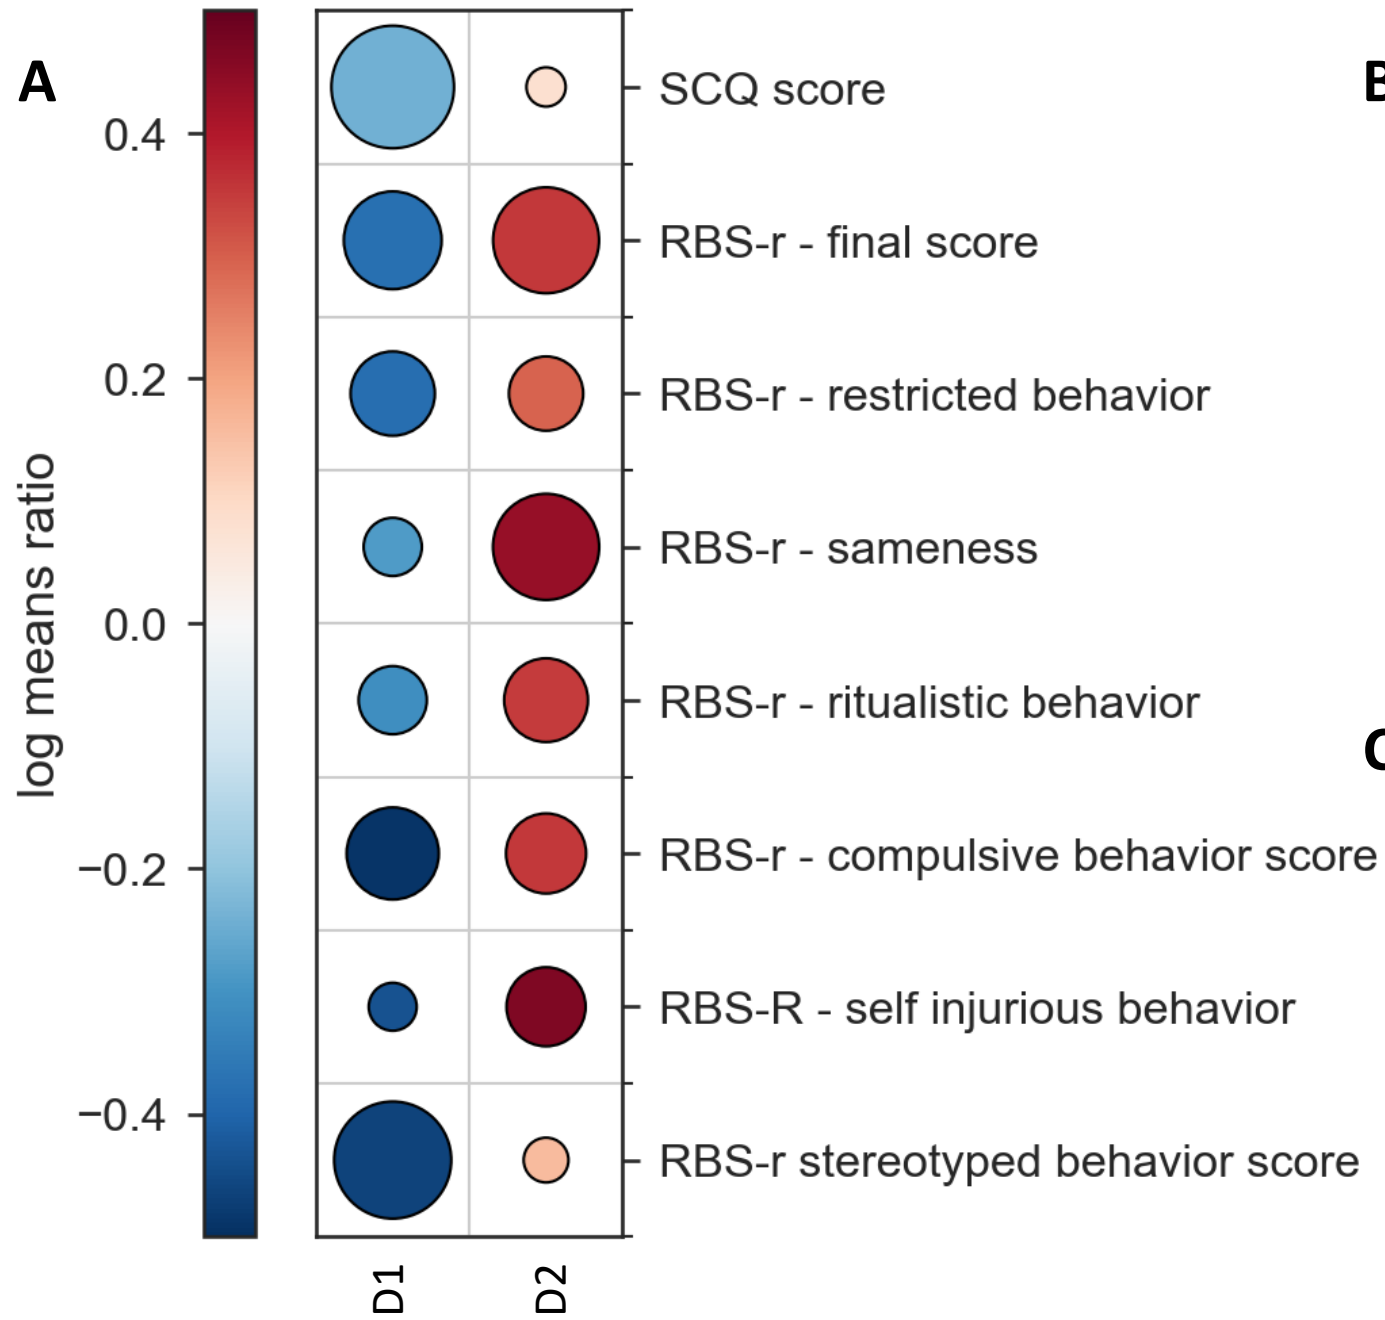 A
B
C
log means ratio
0.4
0.2
0.0
−0.2
−0.4
SCQ score
RBS-r - final score
RBS-r - restricted behavior
RBS-r - sameness
RBS-r - ritualistic behavior
RBS-r - compulsive behavior score
RBS-R - self injurious behavior
RBS-r stereotyped behavior score
D1
D2